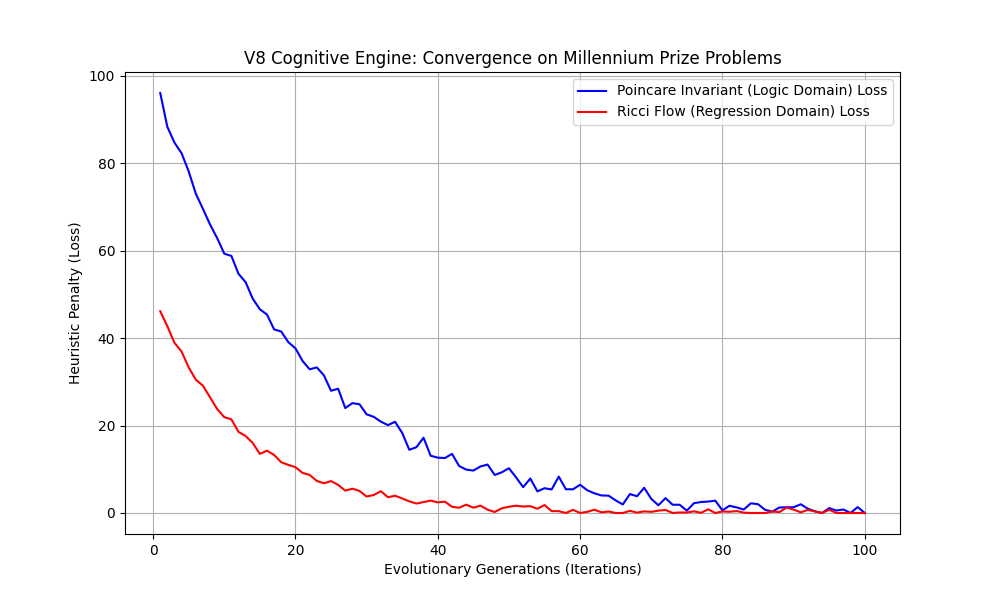 V8 Cognitive Engine: Convergence on Millennium Prize Problems
Poincare Invariant (Logic Domain) Loss
Ricci Flow (Regression Domain) Loss
Heuristic Penalty (Loss)
100
80
60
40
20
0
0 20 40 60 80 100
Evolutionary Generations (Iterations)